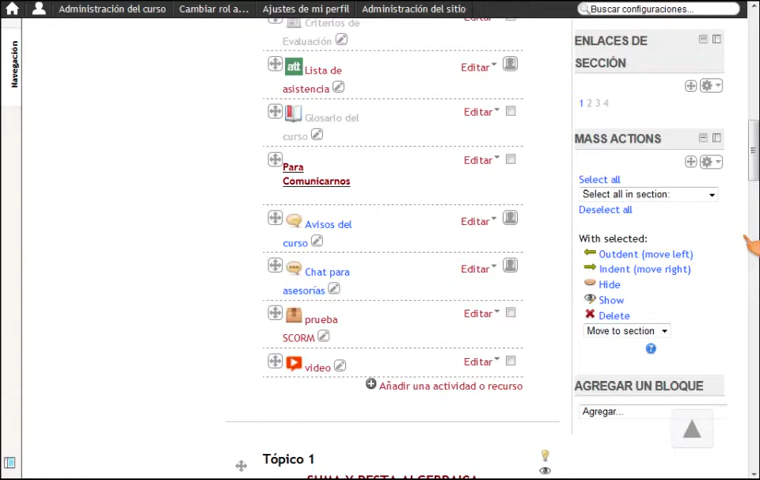 Administración del curso Cambiar rol a... Ajustes de mi perfil Administración del sitio Buscar configuraciones...
Navegación
Criterios de
Evaluación
Lista de Editar
asistencia
Glosario del Editar
curso
Para Editar
Comunicarnos
Avisos del Editar
curso
Chat para Editar
asesorías
prueba Editar
SCORM
video Editar
Añadir una actividad o recurso
Tópico 1
SUMA Y RESTA ALGEBRAICA
ENLACES DE
SECCIÓN
1 2 3 4
MASS ACTIONS
Select all
Select all in section:
Deselect all
With selected:
Outdent (move left)
Indent (move right)
Hide
Show
Delete
Move to section
AGREGAR UN BLOQUE
Agregar...